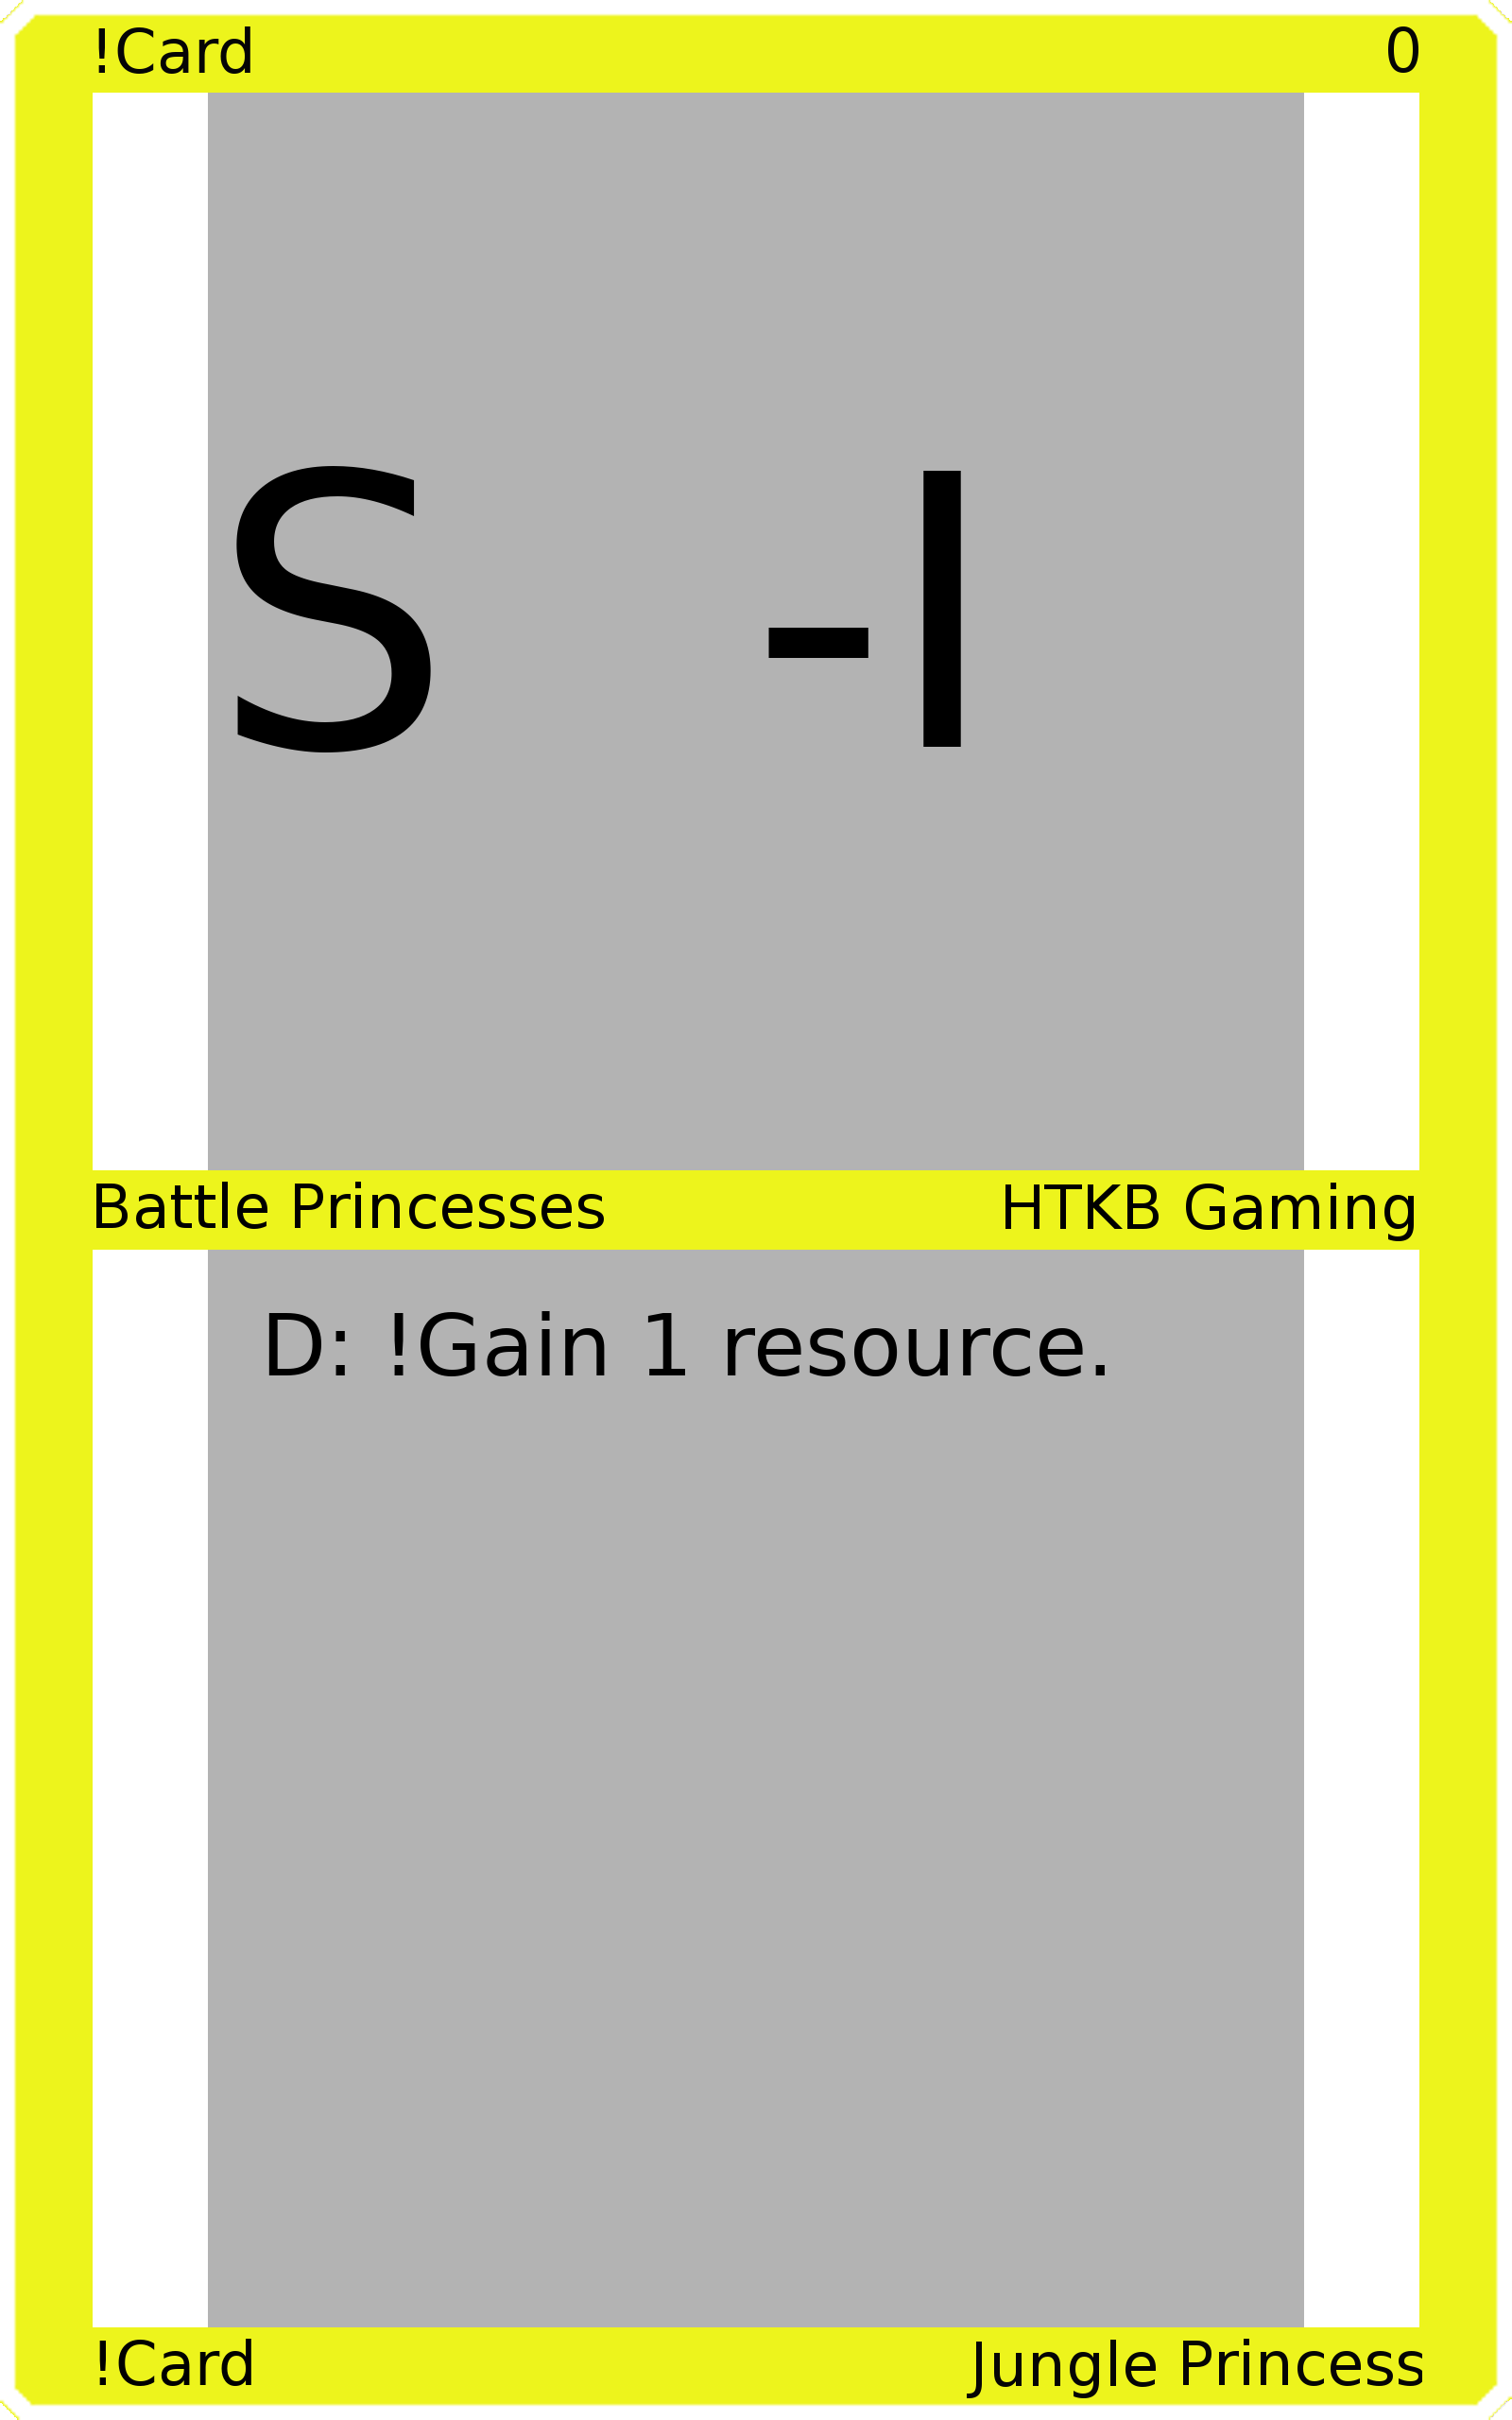 !Card 0
S -I
Battle Princesses HTKB Gaming
D: !Gain 1 resource.
!Card Jungle Princess